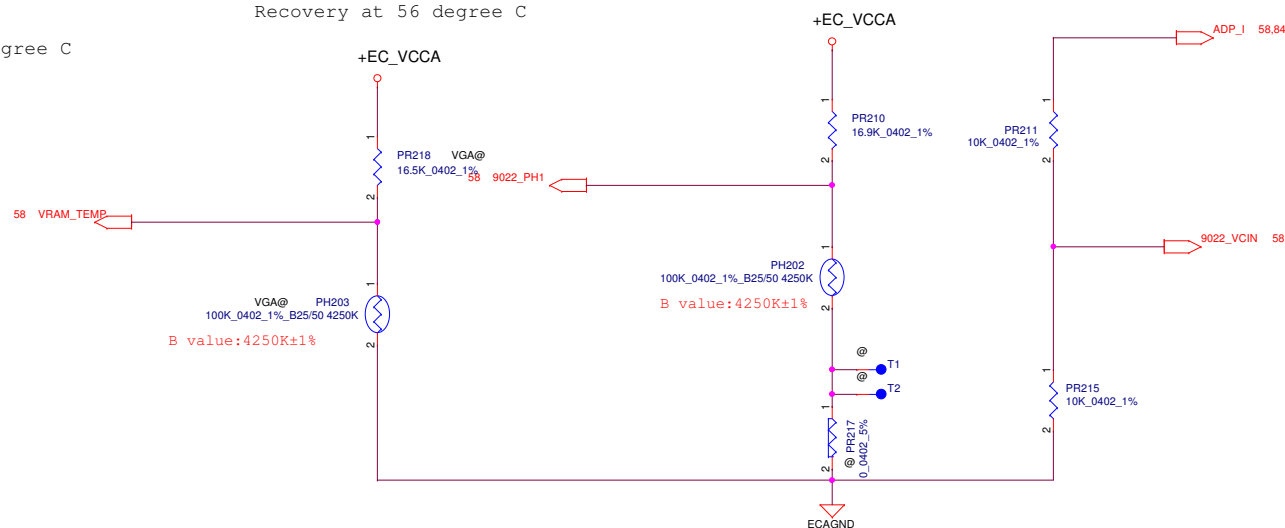 Recovery at 56 degree C
gree C
+EC_VCCA
+EC_VCCA
ADP_I 58,84
1
PR218 VGA@
16.5K_0402_1%
2
58 VRAM_TEMP
1
VGA@ PH203
100K_0402_1%_B25/50 4250K
B value:4250K±1%
2
1
PR210
16.9K_0402_1%
2
58 9022_PH1
1
PH202
100K_0402_1%_B25/50 4250K
B value:4250K±1%
2
@
T1
@
T2
1
@ PR217
0_0402_5%
2
ECAGND
1
PR211
10K_0402_1%
2
9022_VCIN 58
1
PR215
10K_0402_1%
2